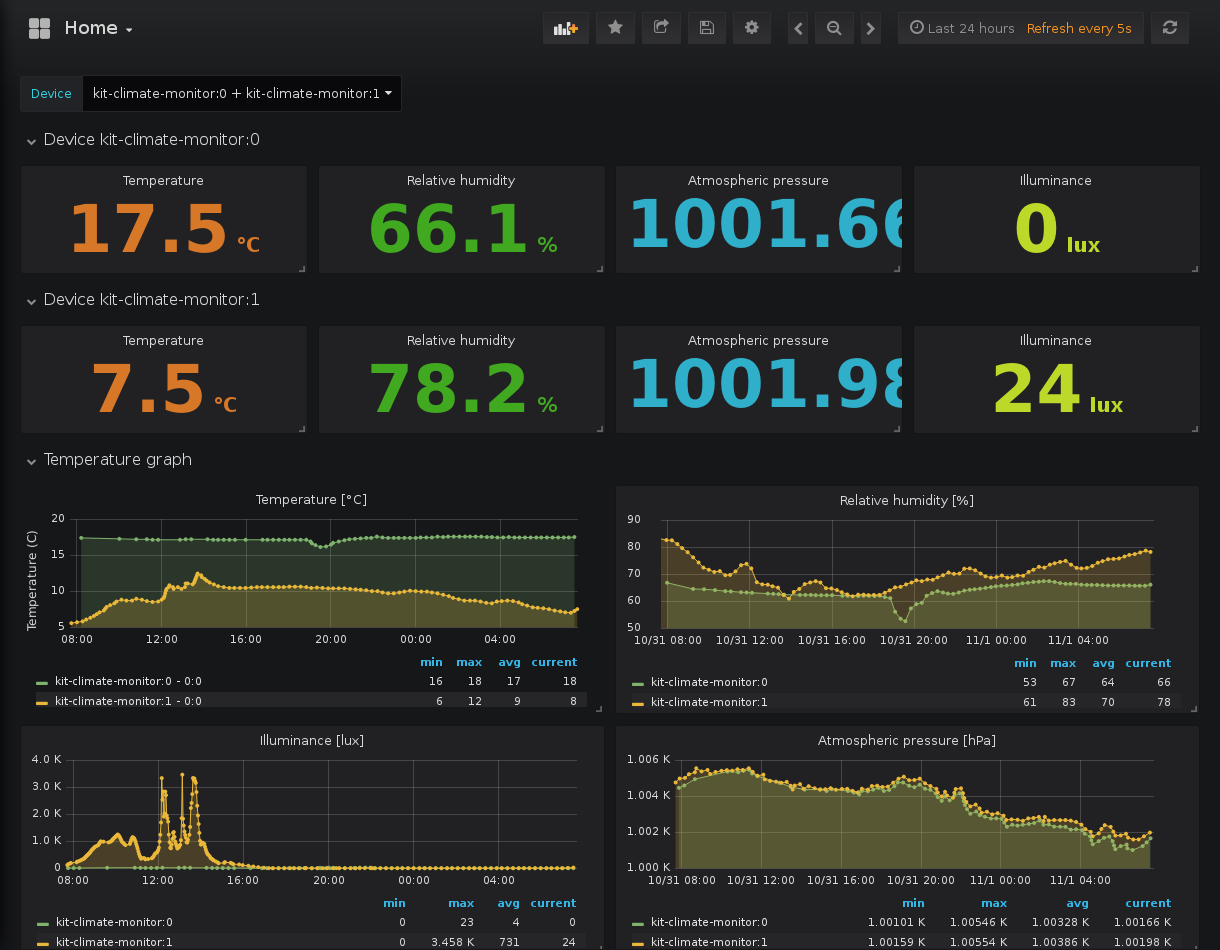 Home
Last 24 hours Refresh every 5s
Device kit-climate-monitor:0 + kit-climate-monitor:1
Device kit-climate-monitor:0
Temperature Relative humidity Atmospheric pressure Illuminance
17.5 °C 66.1 % 1001.66 0 lux
Device kit-climate-monitor:1
Temperature Relative humidity Atmospheric pressure Illuminance
7.5 °C 78.2 % 1001.98 24 lux
Temperature graph
Temperature [°C]
Temperature (C)
20
15
10
5
08:00 12:00 16:00 20:00 00:00 04:00
min max avg current
kit-climate-monitor:0 - 0:0 16 18 17 18
kit-climate-monitor:1 - 0:0 6 12 9 8
Relative humidity [%]
90
80
70
60
50
10/31 08:00 10/31 12:00 10/31 16:00 10/31 20:00 11/1 00:00 11/1 04:00
min max avg current
kit-climate-monitor:0 53 67 64 66
kit-climate-monitor:1 61 83 70 78
Illuminance [lux]
4.0 K
3.0 K
2.0 K
1.0 K
0
08:00 12:00 16:00 20:00 00:00 04:00
min max avg current
kit-climate-monitor:0 0 23 4 0
kit-climate-monitor:1 0 3.458 K 731 24
Atmospheric pressure [hPa]
1.006 K
1.004 K
1.002 K
1.000 K
10/31 08:00 10/31 12:00 10/31 16:00 10/31 20:00 11/1 00:00 11/1 04:00
min max avg current
kit-climate-monitor:0 1.00101 K 1.00546 K 1.00328 K 1.00166 K
kit-climate-monitor:1 1.00159 K 1.00554 K 1.00386 K 1.00198 K